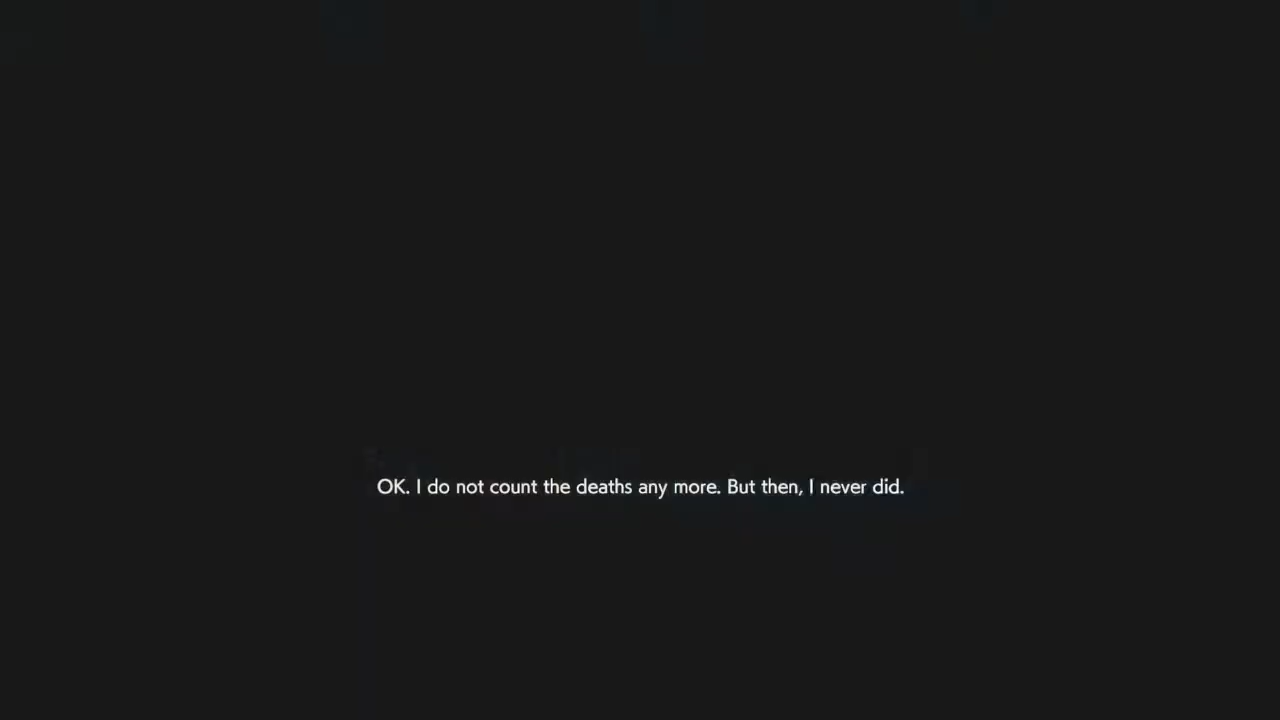 OK. I do not count the deaths any more. But then, I never did.